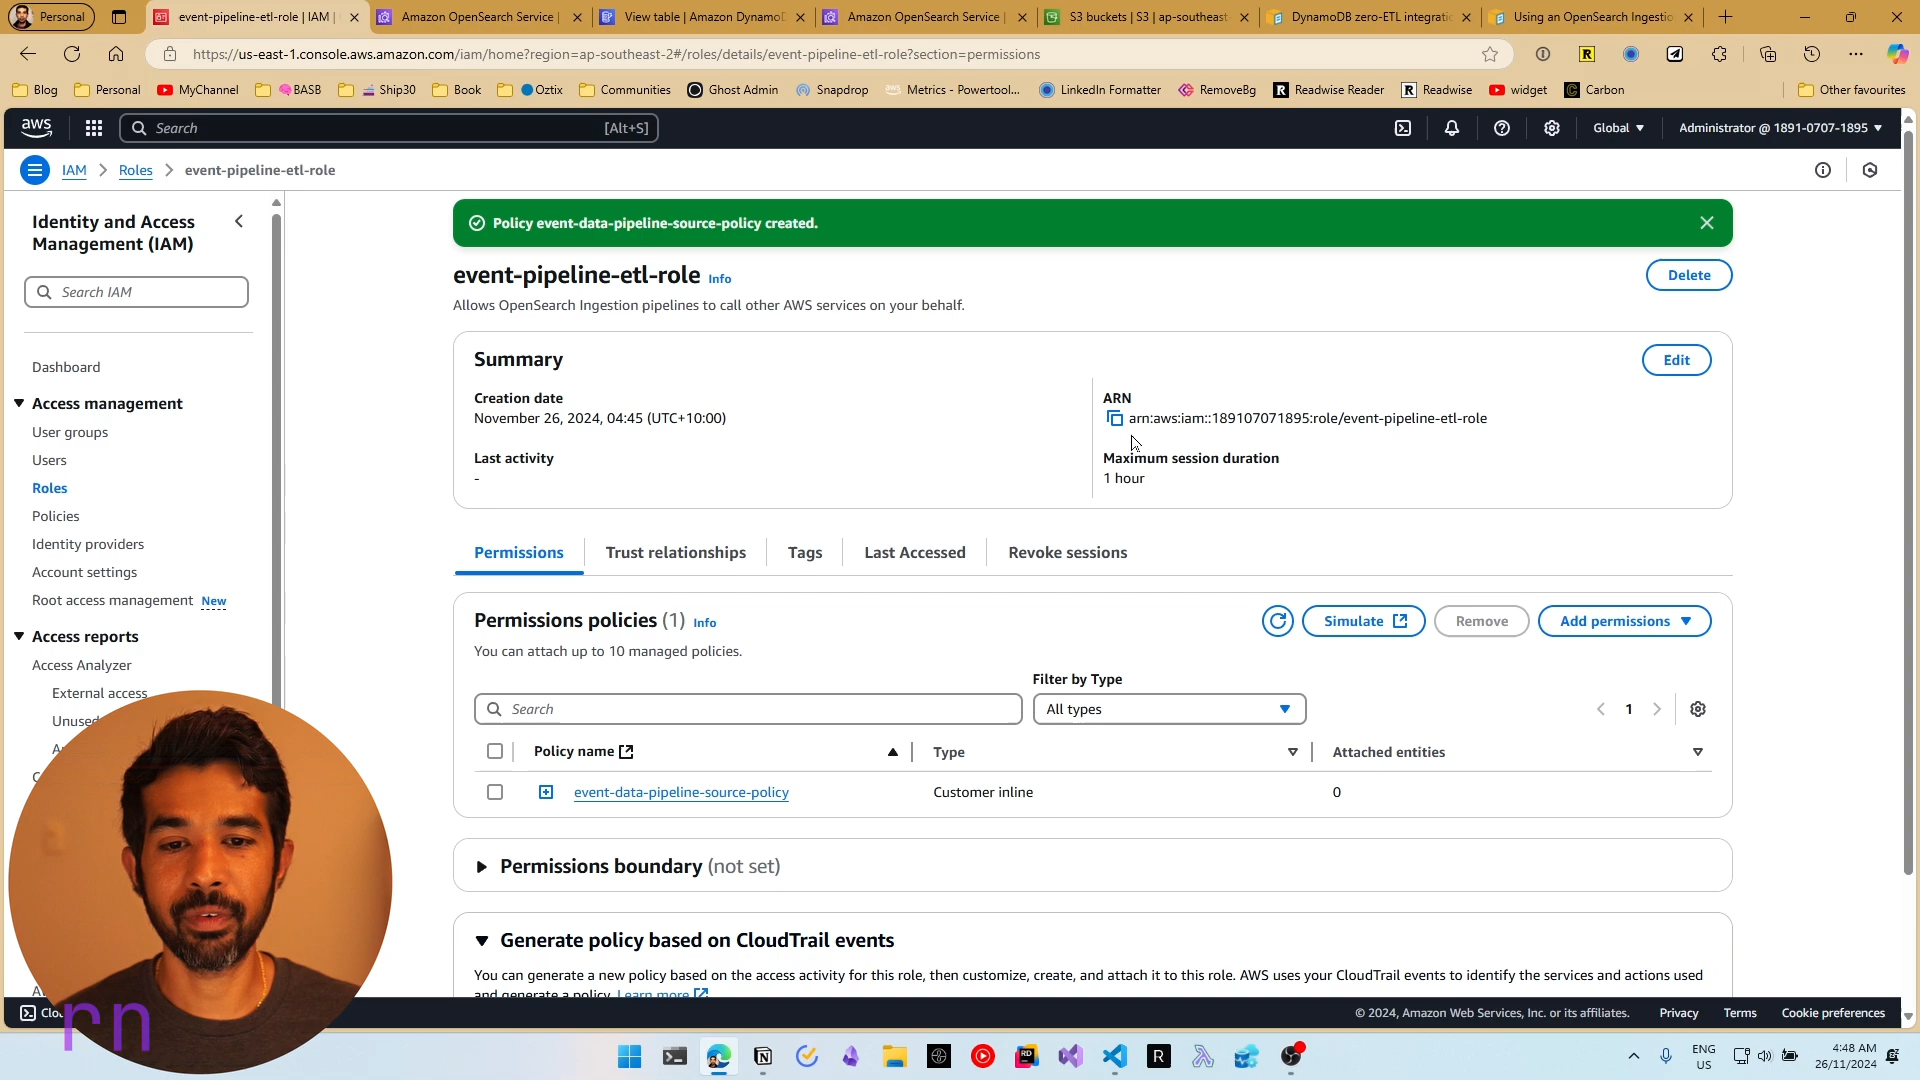 Personal
event-pipeline-etl-role | IAM |
Amazon OpenSearch Service |
View table | Amazon DynamoD
Amazon OpenSearch Service |
S3 buckets | S3 | ap-southeast
DynamoDB zero-ETL integratio
Using an OpenSearch Ingestio
https://us-east-1.console.aws.amazon.com/iam/home?region=ap-southeast-2#/roles/details/event-pipeline-etl-role?section=permissions
Blog
Personal
MyChannel
BASB
Ship30
Book
Oztix
Communities
Ghost Admin
Snapdrop
Metrics - Powertool...
LinkedIn Formatter
RemoveBg
Readwise Reader
Readwise
widget
Carbon
Other favourites
aws
Search
[Alt+S]
Global
Administrator @ 1891-0707-1895
IAM
Roles
event-pipeline-etl-role
Identity and Access
Management (IAM)
Search IAM
Dashboard
Access management
User groups
Users
Roles
Policies
Identity providers
Account settings
Root access management New
Access reports
Access Analyzer
External access
Unused
Policy event-data-pipeline-source-policy created.
event-pipeline-etl-role Info
Delete
Allows OpenSearch Ingestion pipelines to call other AWS services on your behalf.
Summary
Edit
Creation date
November 26, 2024, 04:45 (UTC+10:00)
ARN
arn:aws:iam::189107071895:role/event-pipeline-etl-role
Last activity
-
Maximum session duration
1 hour
Permissions
Trust relationships
Tags
Last Accessed
Revoke sessions
Permissions policies (1) Info
Simulate
Remove
Add permissions
You can attach up to 10 managed policies.
Filter by Type
Search
All types
1
Policy name
Type
Attached entities
event-data-pipeline-source-policy
Customer inline
0
Permissions boundary (not set)
Generate policy based on CloudTrail events
You can generate a new policy based on the access activity for this role, then customize, create, and attach it to this role. AWS uses your CloudTrail events to identify the services and actions used
and generate a policy. Learn more
rn
© 2024, Amazon Web Services, Inc. or its affiliates.
Privacy
Terms
Cookie preferences
ENG
US
4:48 AM
26/11/2024